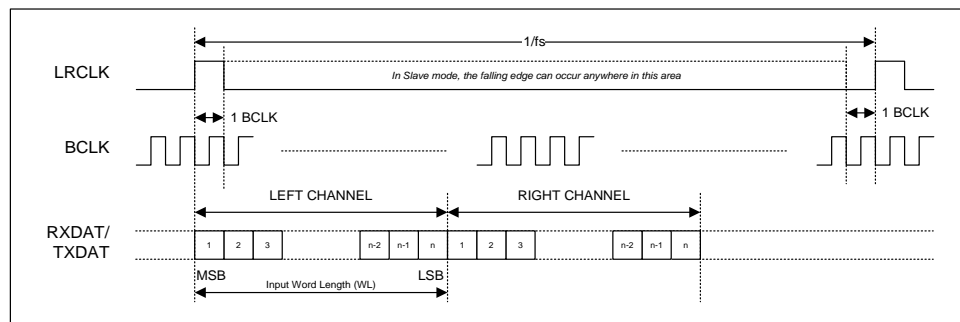 1/fs
LRCLK
In Slave mode, the falling edge can occur anywhere in this area
1 BCLK
1 BCLK
BCLK
LEFT CHANNEL
RIGHT CHANNEL
RXDAT/
TXDAT
1 2 3 n-2 n-1 n 1 2 3 n-2 n-1 n
MSB
LSB
Input Word Length (WL)